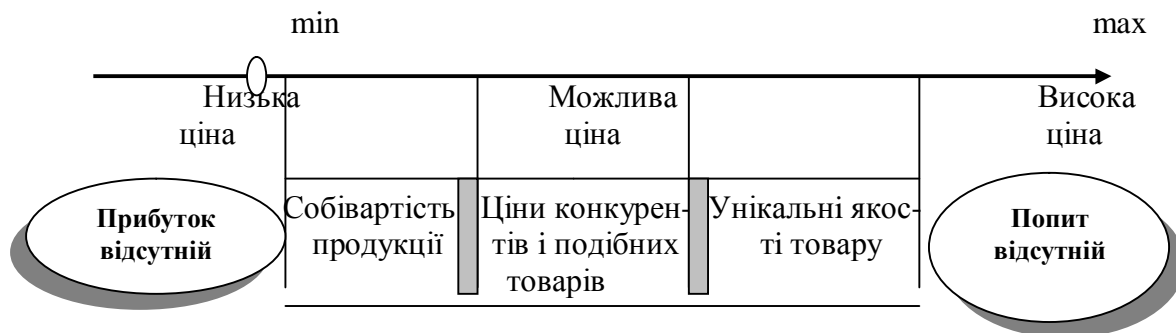 min
max
Низька
ціна
Можлива
ціна
Висока
ціна
Прибуток
відсутній
Собівартість
продукції
Ціни конкурен-
тів і подібних
товарів
Унікальні якос-
ті товару
Попит
відсутній